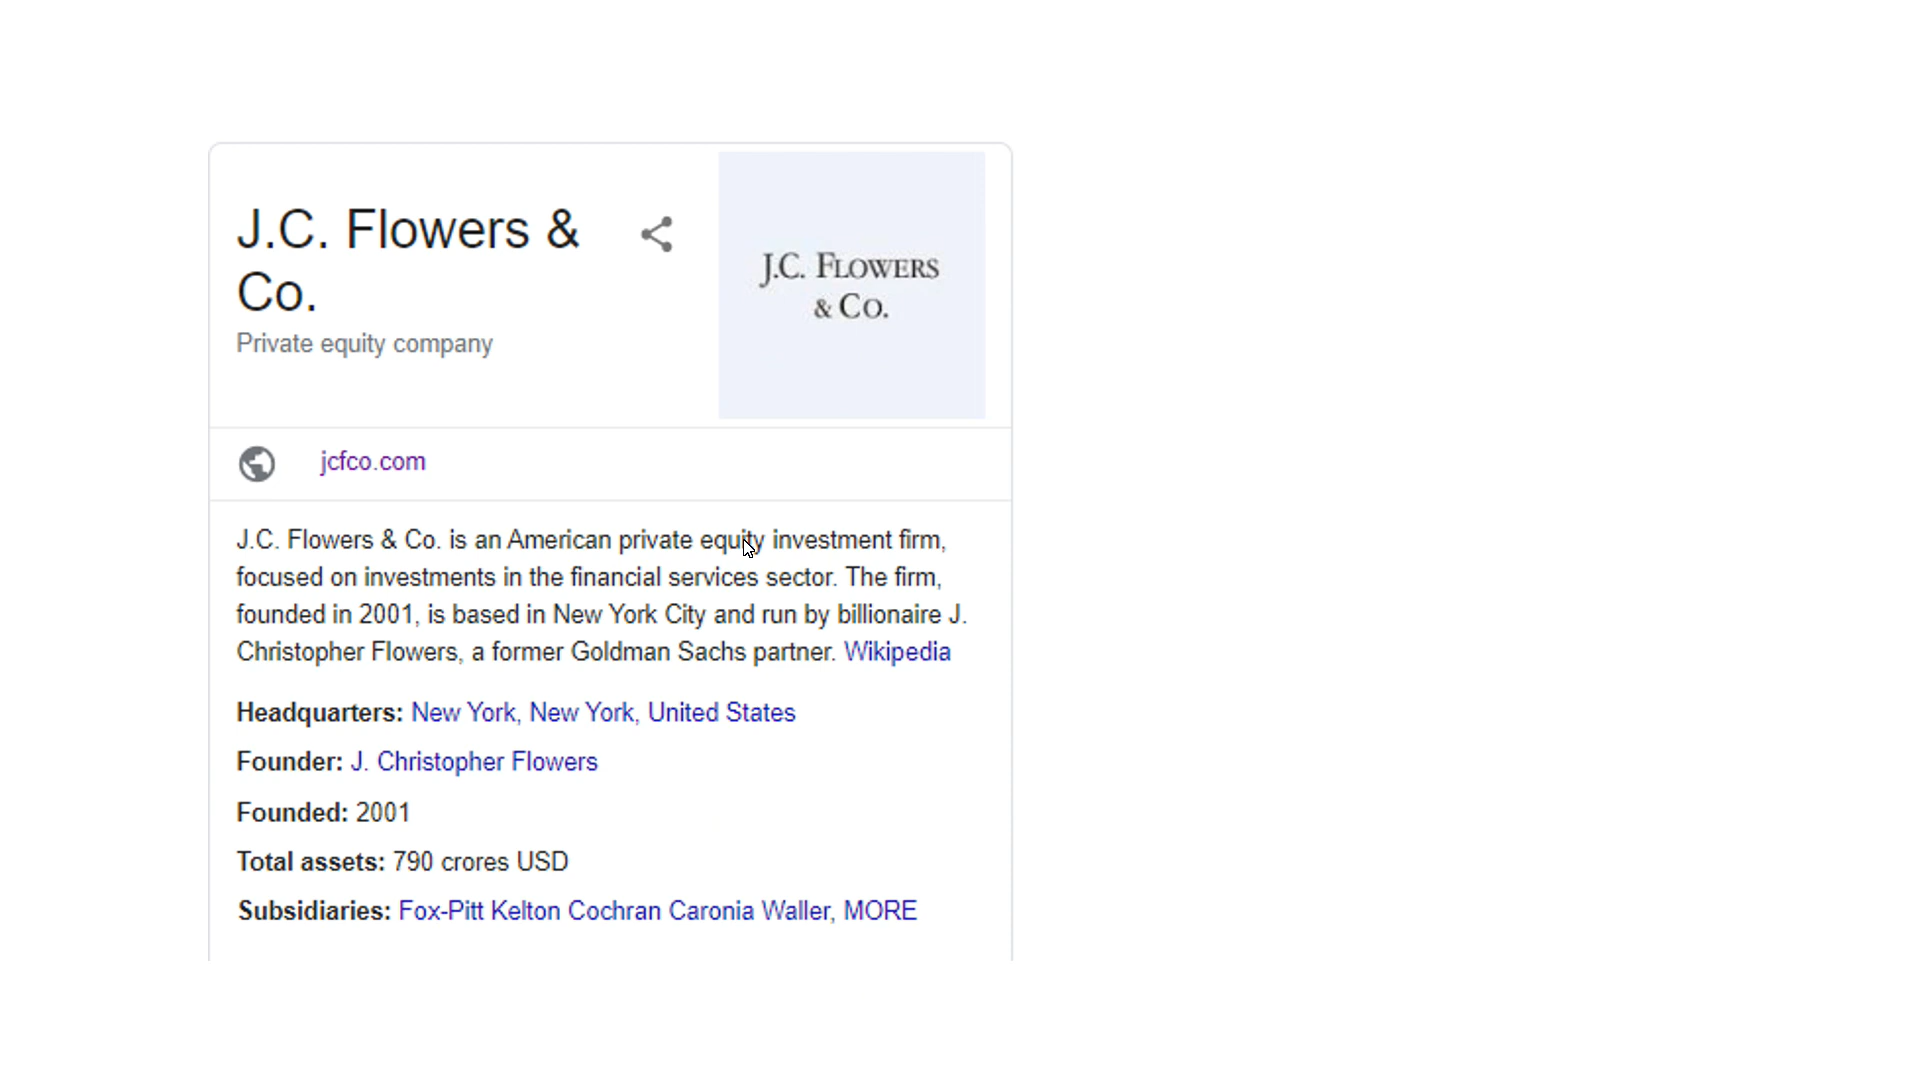 J.C. Flowers &
Co.
Private equity company
J.C. FLOWERS
& CO.
jcfco.com
J.C. Flowers & Co. is an American private equity investment firm,
focused on investments in the financial services sector. The firm,
founded in 2001, is based in New York City and run by billionaire J.
Christopher Flowers, a former Goldman Sachs partner. Wikipedia
Headquarters: New York, New York, United States
Founder: J. Christopher Flowers
Founded: 2001
Total assets: 790 crores USD
Subsidiaries: Fox-Pitt Kelton Cochran Caronia Waller, MORE